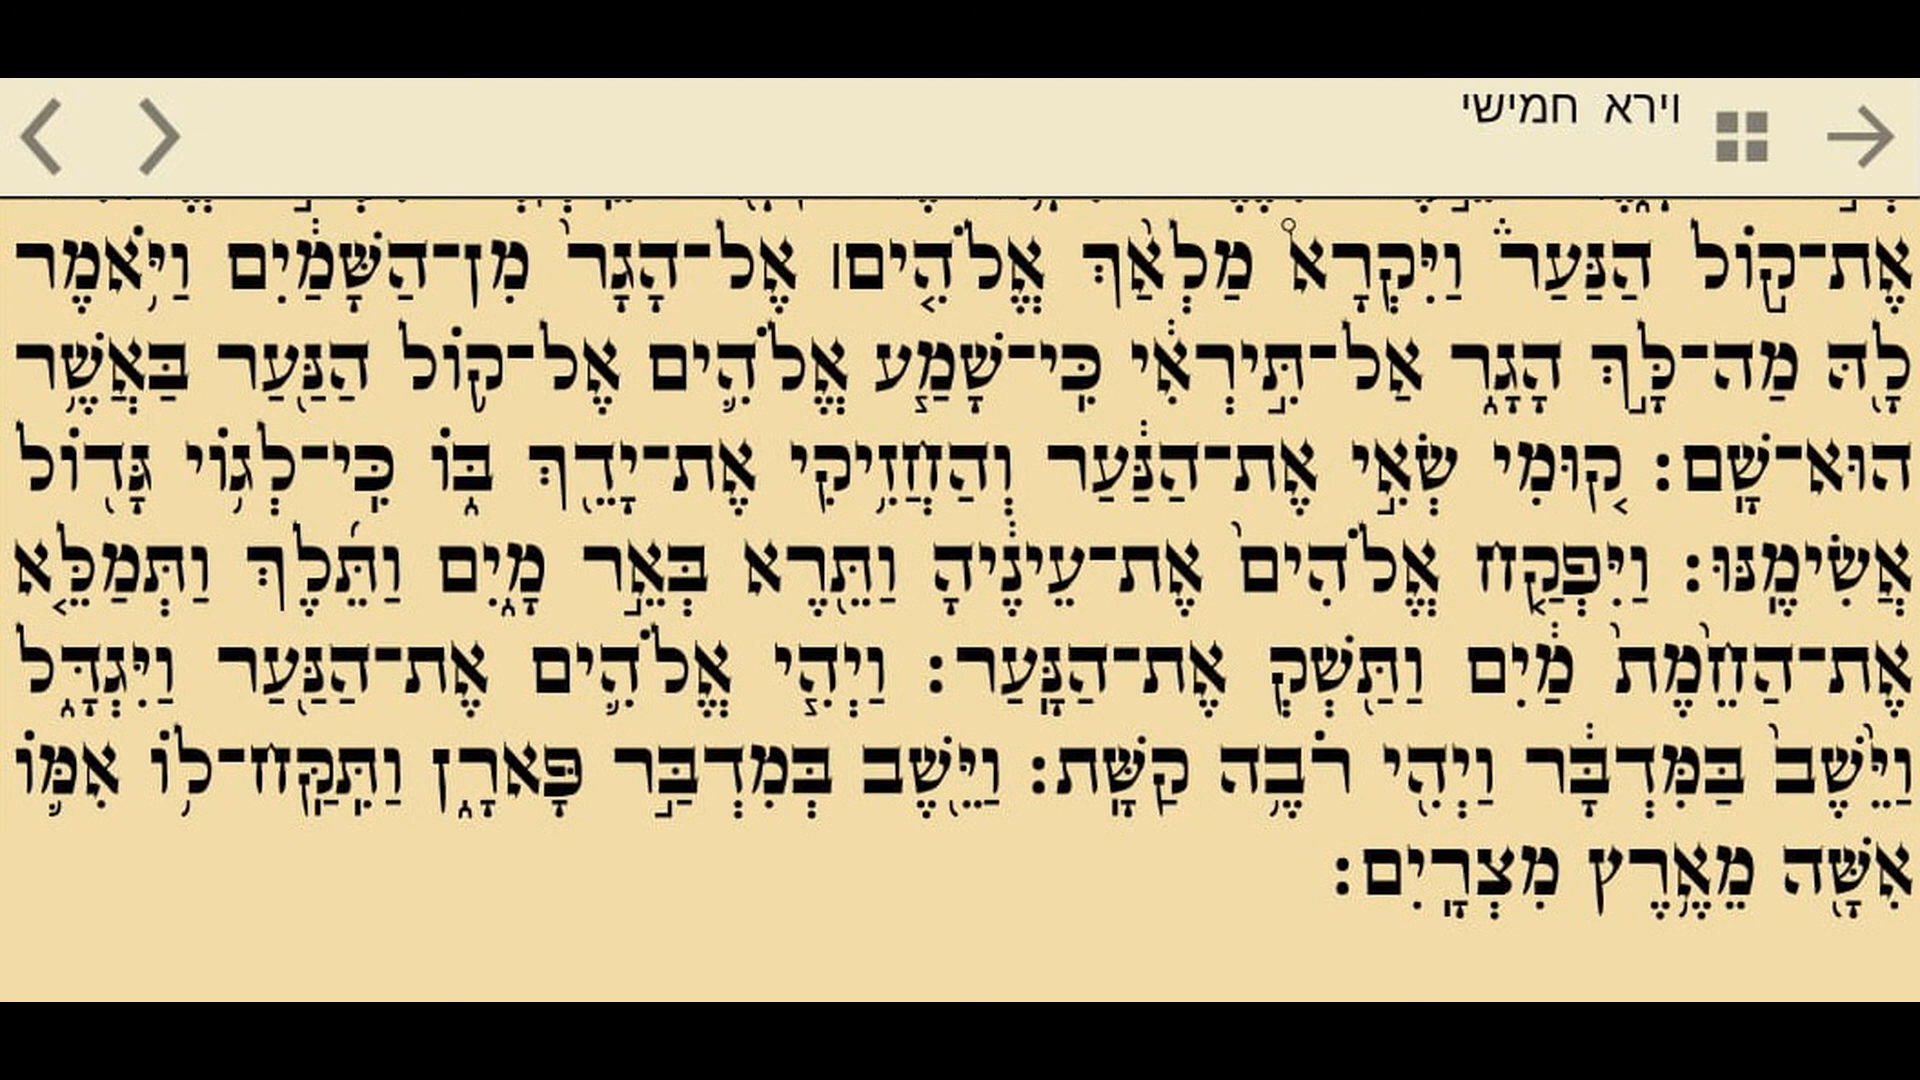 וירא חמישי
אֶת־ק֣וֹל הַנַּ֒עַר֒ וַיִּקְרָא֩ מַלְאַ֨ךְ אֱלֹהִ֤ים׀ אֶל־הָגָר֙ מִן־הַשָּׁמַ֔יִם וַיֹּ֥אמֶר
לָ֖הּ מַה־לָּ֣ךְ הָגָ֑ר אַל־תִּ֣ירְאִ֔י כִּֽי־שָׁמַ֧ע אֱלֹהִ֛ים אֶל־ק֥וֹל הַנַּ֖עַר בַּאֲשֶׁ֥ר
הוּא־שָֽׁם׃ ק֚וּמִי שְׂאִ֣י אֶת־הַנַּ֔עַר וְהַחֲזִ֥יקִי אֶת־יָדֵ֖ךְ בּ֑וֹ כִּֽי־לְג֥וֹי גָּד֖וֹל
אֲשִׂימֶֽנּוּ׃ וַיִּפְקַ֤ח אֱלֹהִים֙ אֶת־עֵינֶ֔יהָ וַתֵּ֖רֶא בְּאֵ֣ר מָ֑יִם וַתֵּ֜לֶךְ וַתְּמַלֵּ֤א
אֶת־הַחֵ֙מֶת֙ מַ֔יִם וַתַּ֖שְׁקְ אֶת־הַנָּֽעַר׃ וַיְהִ֧י אֱלֹהִ֛ים אֶת־הַנַּ֖עַר וַיִּגְדָּ֑ל
וַיֵּ֙שֶׁב֙ בַּמִּדְבָּ֔ר וַיְהִ֖י רֹבֶ֥ה קַשָּֽׁת׃ וַיֵּ֖שֶׁב בְּמִדְבַּ֣ר פָּארָ֑ן וַתִּֽקַּֽח־ל֥וֹ אִמּ֛וֹ
אִשָּׁ֖ה מֵאֶ֥רֶץ מִצְרָֽיִם׃